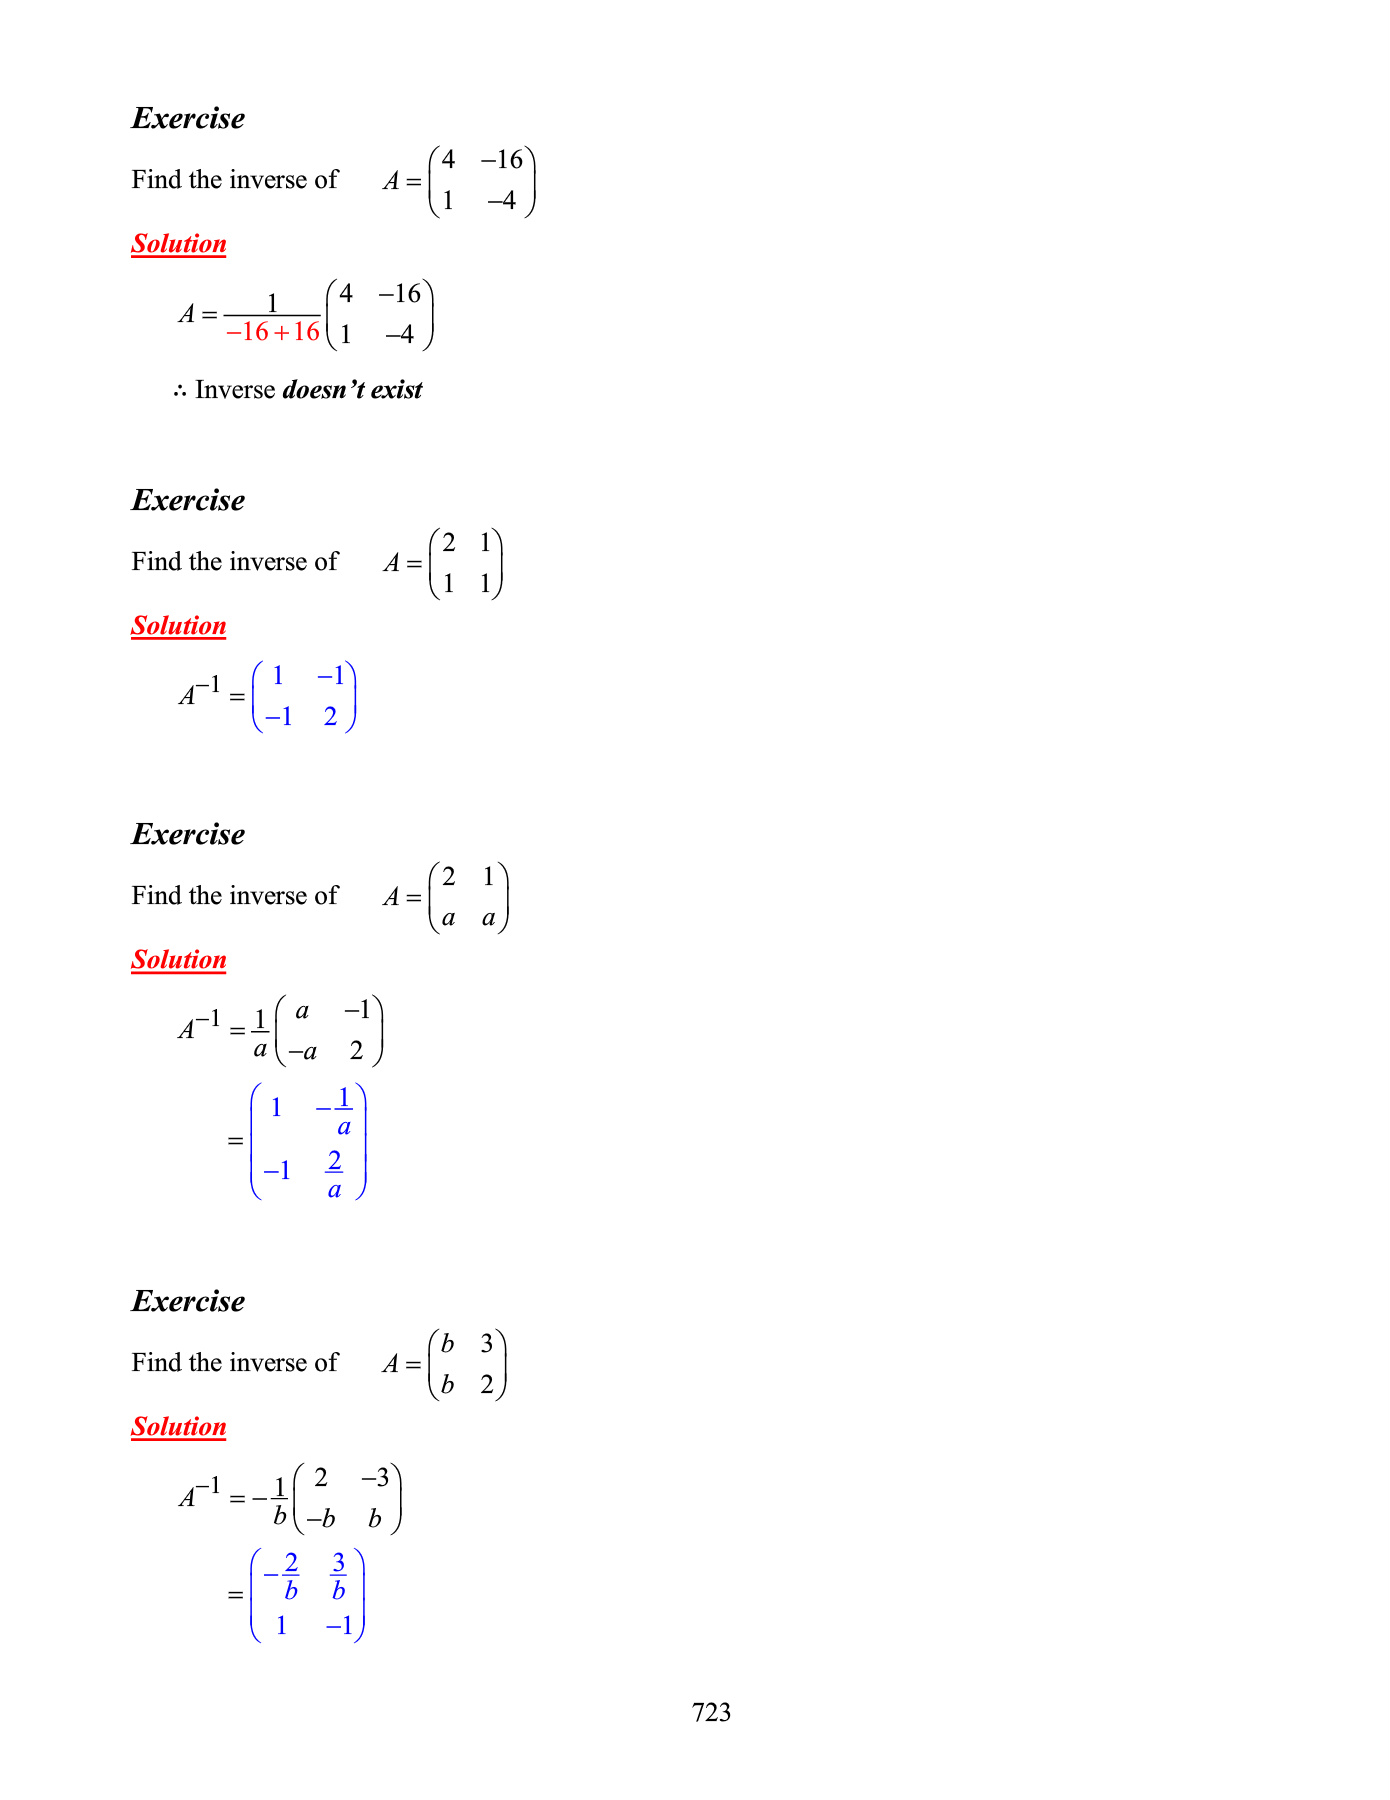 Exercise
Find the inverse of A = \begin{pmatrix} 4 & -16 \\ 1 & -4 \end{pmatrix}
Solution
A = \frac{1}{-16+16} \begin{pmatrix} 4 & -16 \\ 1 & -4 \end{pmatrix}
∴ Inverse doesn’t exist
Exercise
Find the inverse of A = \begin{pmatrix} 2 & 1 \\ 1 & 1 \end{pmatrix}
Solution
A^{-1} = \begin{pmatrix} 1 & -1 \\ -1 & 2 \end{pmatrix}
Exercise
Find the inverse of A = \begin{pmatrix} 2 & 1 \\ a & a \end{pmatrix}
Solution
A^{-1} = \frac{1}{a} \begin{pmatrix} a & -1 \\ -a & 2 \end{pmatrix}
= \begin{pmatrix} 1 & -\frac{1}{a} \\ -1 & \frac{2}{a} \end{pmatrix}
Exercise
Find the inverse of A = \begin{pmatrix} b & 3 \\ b & 2 \end{pmatrix}
Solution
A^{-1} = -\frac{1}{b} \begin{pmatrix} 2 & -3 \\ -b & b \end{pmatrix}
= \begin{pmatrix} -\frac{2}{b} & \frac{3}{b} \\ 1 & -1 \end{pmatrix}
723